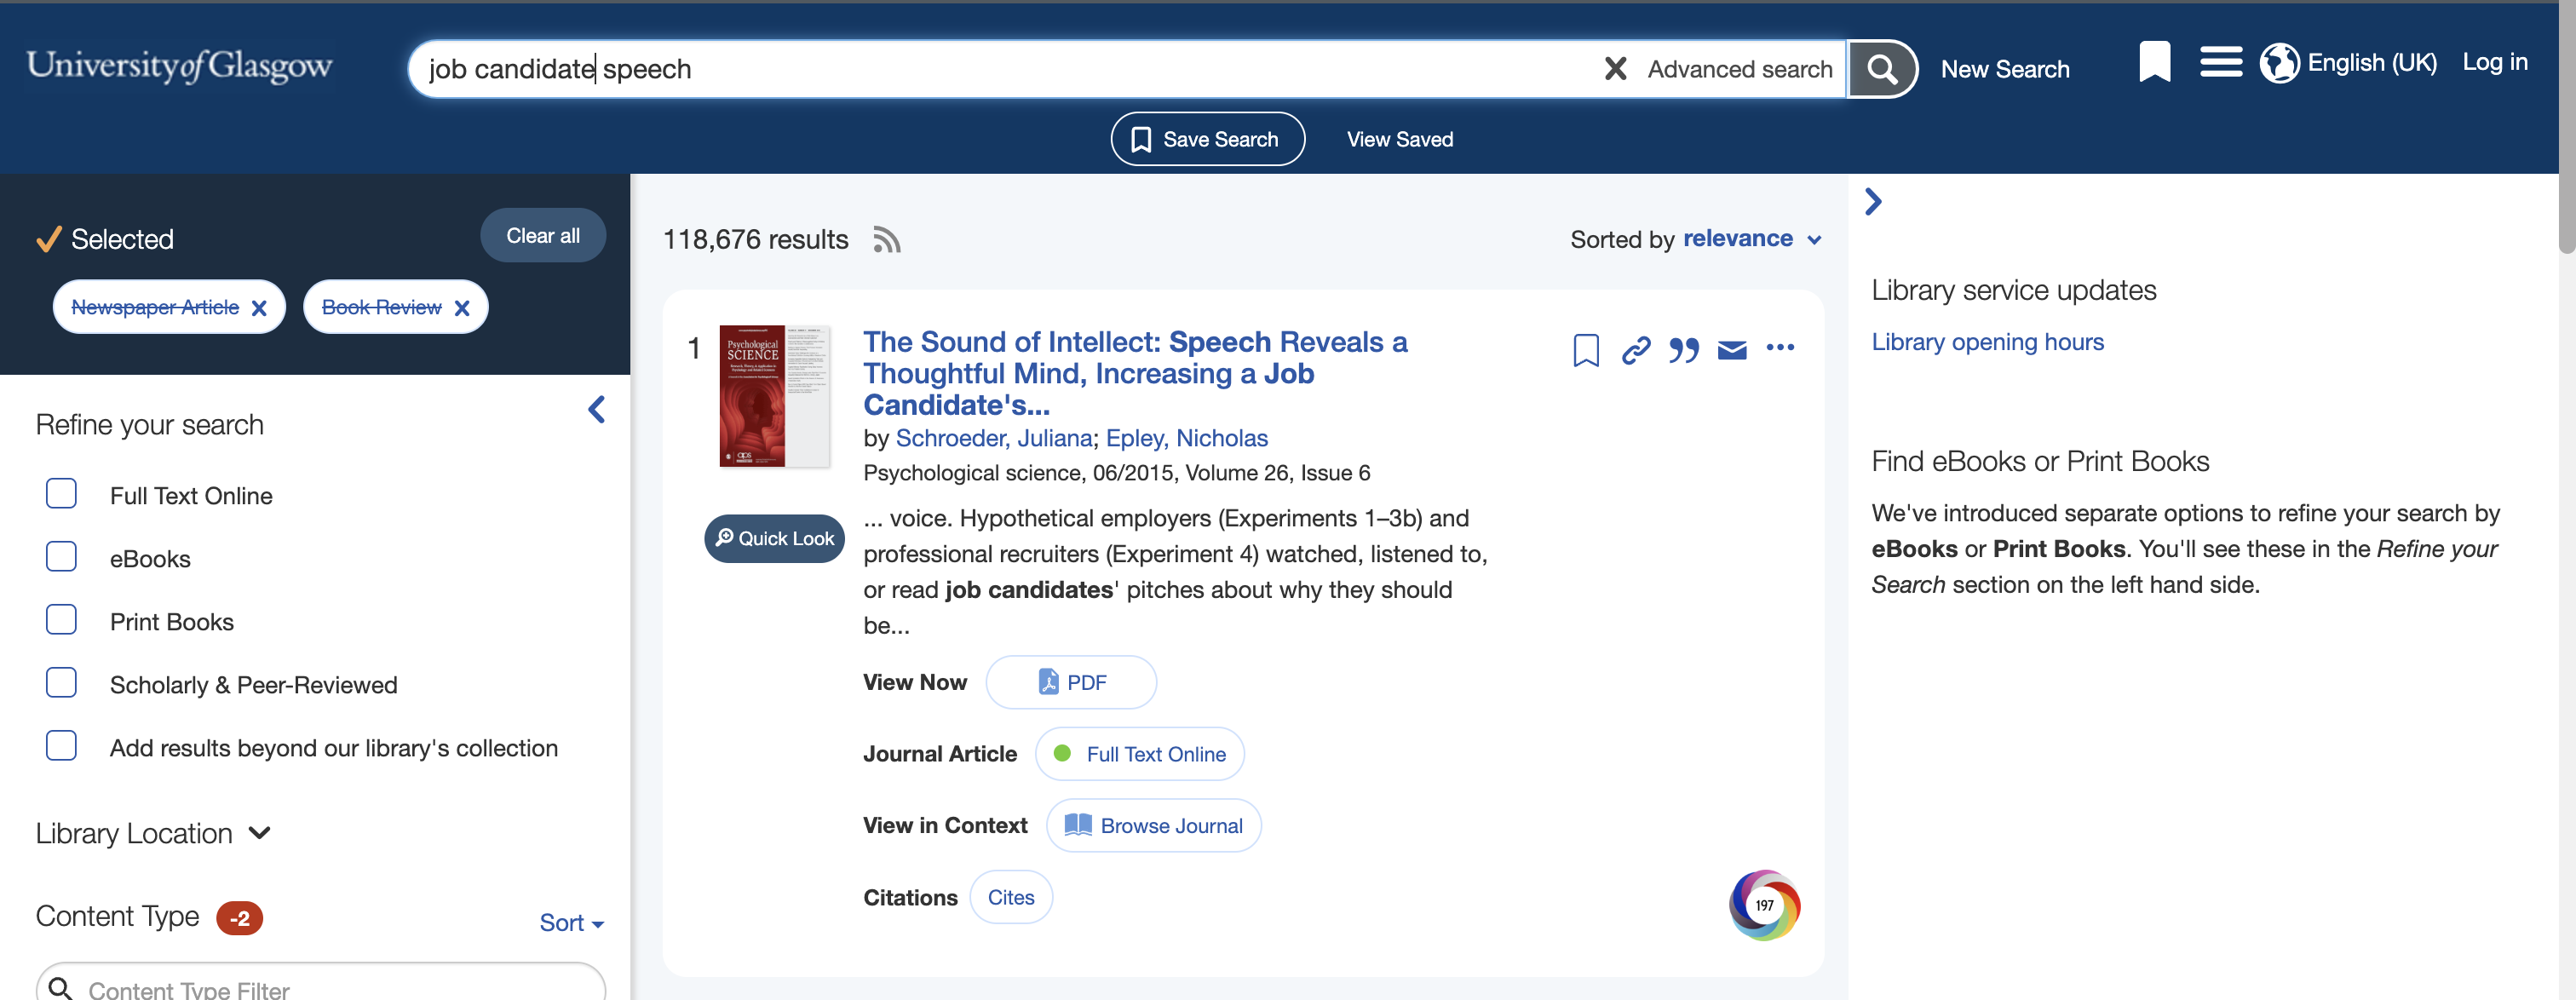 University of Glasgow
job candidate speech
Advanced search
New Search
English (UK)
Log in
Save Search
View Saved
Selected
Clear all
Newspaper Article
Book Review
Refine your search
Full Text Online
eBooks
Print Books
Scholarly & Peer-Reviewed
Add results beyond our library's collection
Library Location
Content Type -2
Sort
Content Type Filter
118,676 results
Sorted by relevance
1
Psychological
SCIENCE
aps
The Sound of Intellect: Speech Reveals a
Thoughtful Mind, Increasing a Job
Candidate's...
by Schroeder, Juliana; Epley, Nicholas
Psychological science, 06/2015, Volume 26, Issue 6
Quick Look
... voice. Hypothetical employers (Experiments 1–3b) and
professional recruiters (Experiment 4) watched, listened to,
or read job candidates' pitches about why they should
be...
View Now PDF
Journal Article Full Text Online
View in Context Browse Journal
Citations Cites
197
Library service updates
Library opening hours
Find eBooks or Print Books
We've introduced separate options to refine your search by
eBooks or Print Books. You'll see these in the Refine your
Search section on the left hand side.